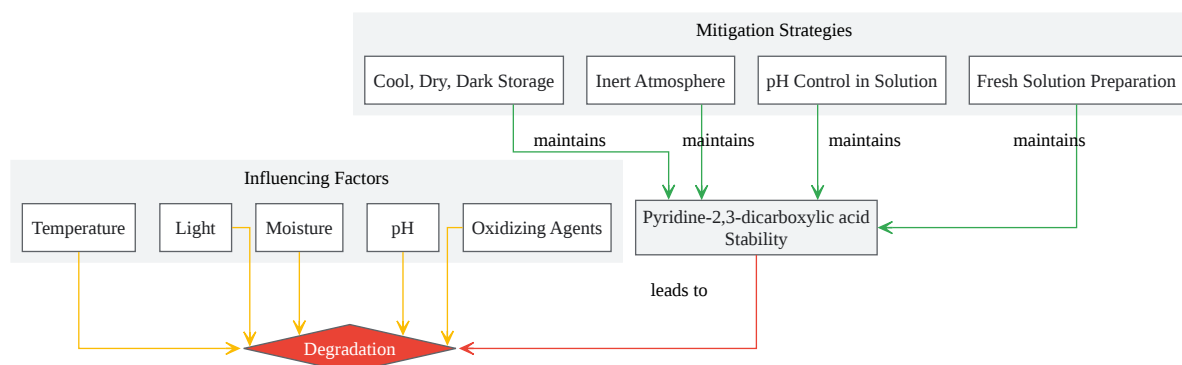 Mitigation Strategies
Cool, Dry, Dark Storage
Inert Atmosphere
pH Control in Solution
Fresh Solution Preparation
maintains
maintains
maintains
maintains
Influencing Factors
Temperature
Light
Moisture
pH
Oxidizing Agents
Pyridine-2,3-dicarboxylic acid
Stability
leads to
Degradation